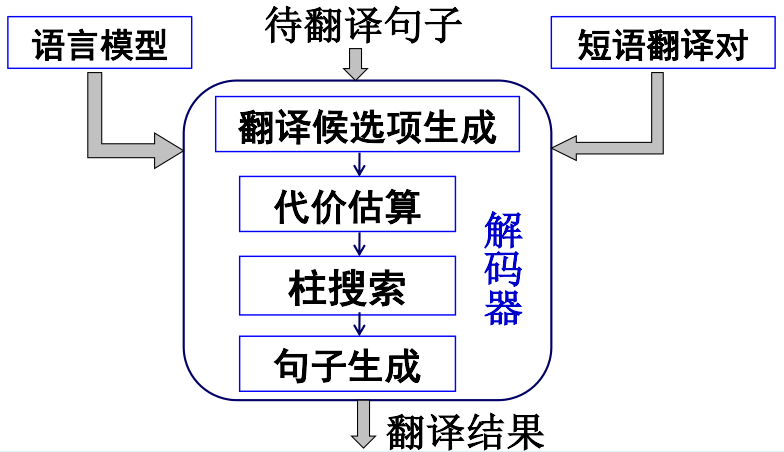 待翻译句子
语言模型
短语翻译对
翻译候选项生成
代价估算
柱搜索
句子生成
解码器
翻译结果